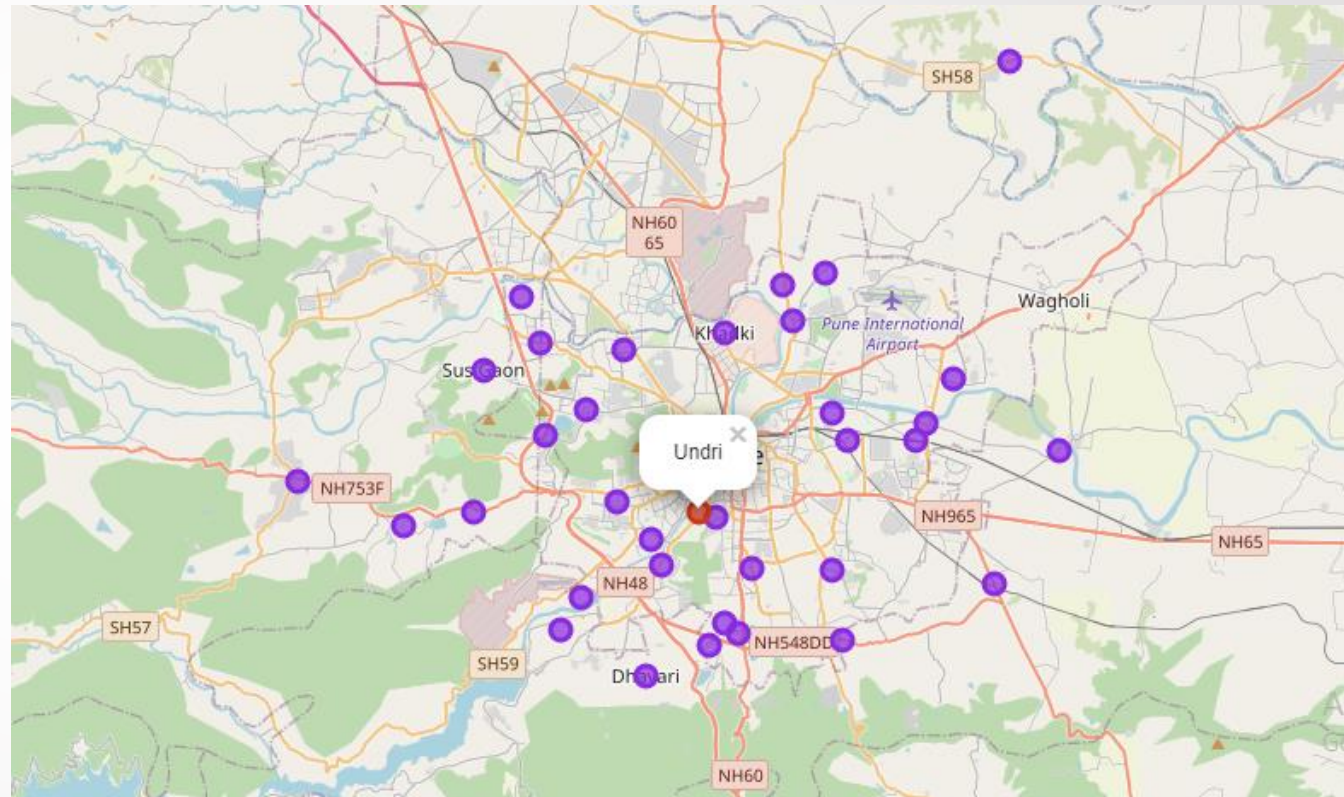 SH58
NH60
65
Wagholi
Khadki
Pune International
Airport
Sus Gaon
Undri
×
e
NH753F
NH965
NH65
NH48
SH57
NH548DD
SH59
Dhayari
NH60